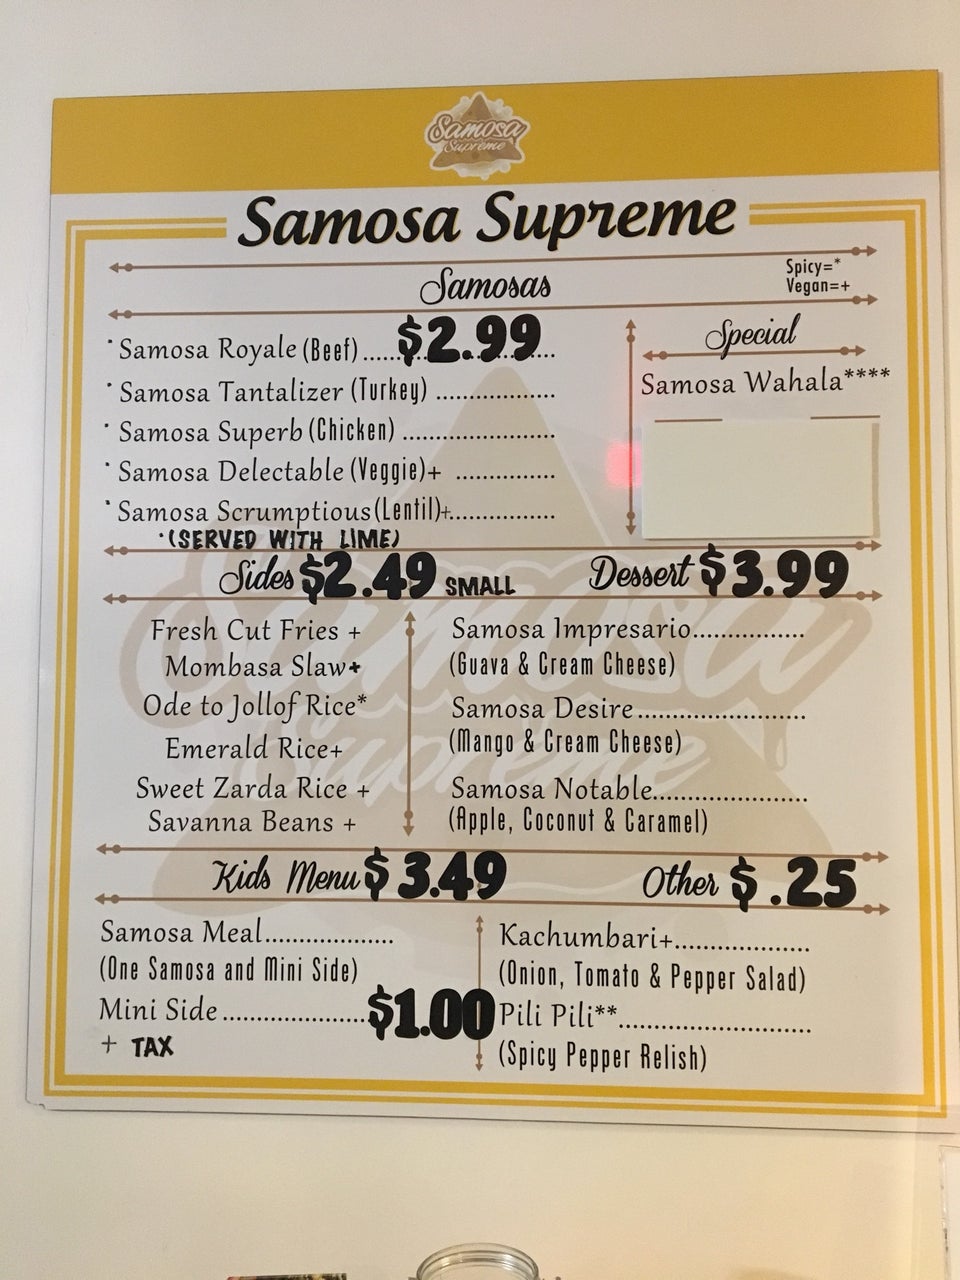 Samosa
Supreme
Samosa Supreme
Samosas
Spicy=*
Vegan=+
•Samosa Royale (Beef).....$2.99...
•Samosa Tantalizer (Turkey) ..................
•Samosa Superb (Chicken) .......................
•Samosa Delectable (Veggie)+ ...............
•Samosa Scrumptious (Lentil)+................
•(SERVED WITH LIME)
Special
Samosa Wahala****
Sides $2.49 SMALL
Fresh Cut Fries +
Mombasa Slaw+
Ode to Jollof Rice*
Emerald Rice+
Sweet Zarda Rice +
Savanna Beans +
Dessert $3.99
Samosa Impresario................
(Guava & Cream Cheese)
Samosa Desire........................
(Mango & Cream Cheese)
Samosa Notable......................
(Apple, Coconut & Caramel)
Kids Menu $3.49
Samosa Meal...................
(One Samosa and Mini Side)
Mini Side.....................$1.00
+ TAX
Other $.25
Kachumbari+...................
(Onion, Tomato & Pepper Salad)
Pili Pili**...........................
(Spicy Pepper Relish)
Samosa
Supreme